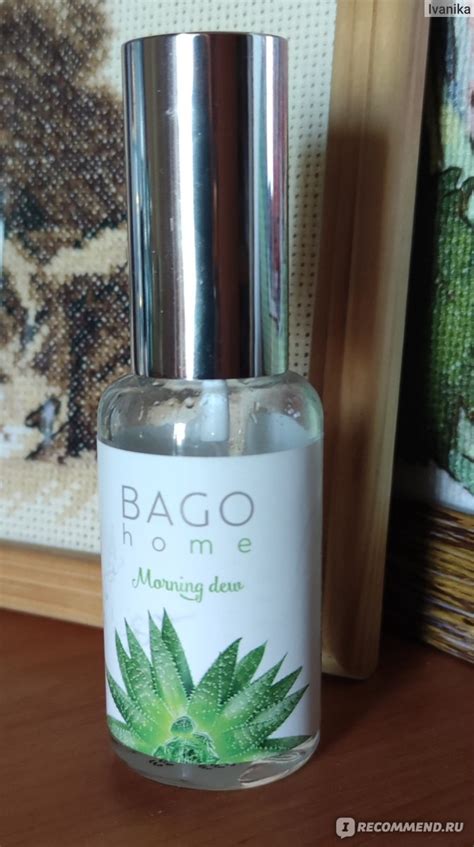 Ivanika
BAGO
home
Morning dew
I RECOMMEND.RU